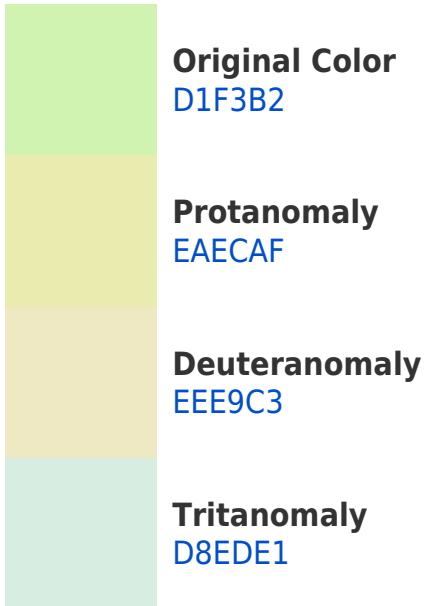 Original Color
D1F3B2
Protanomaly
EAECAF
Deuteranomaly
EEE9C3
Tritanomaly
D8EDE1